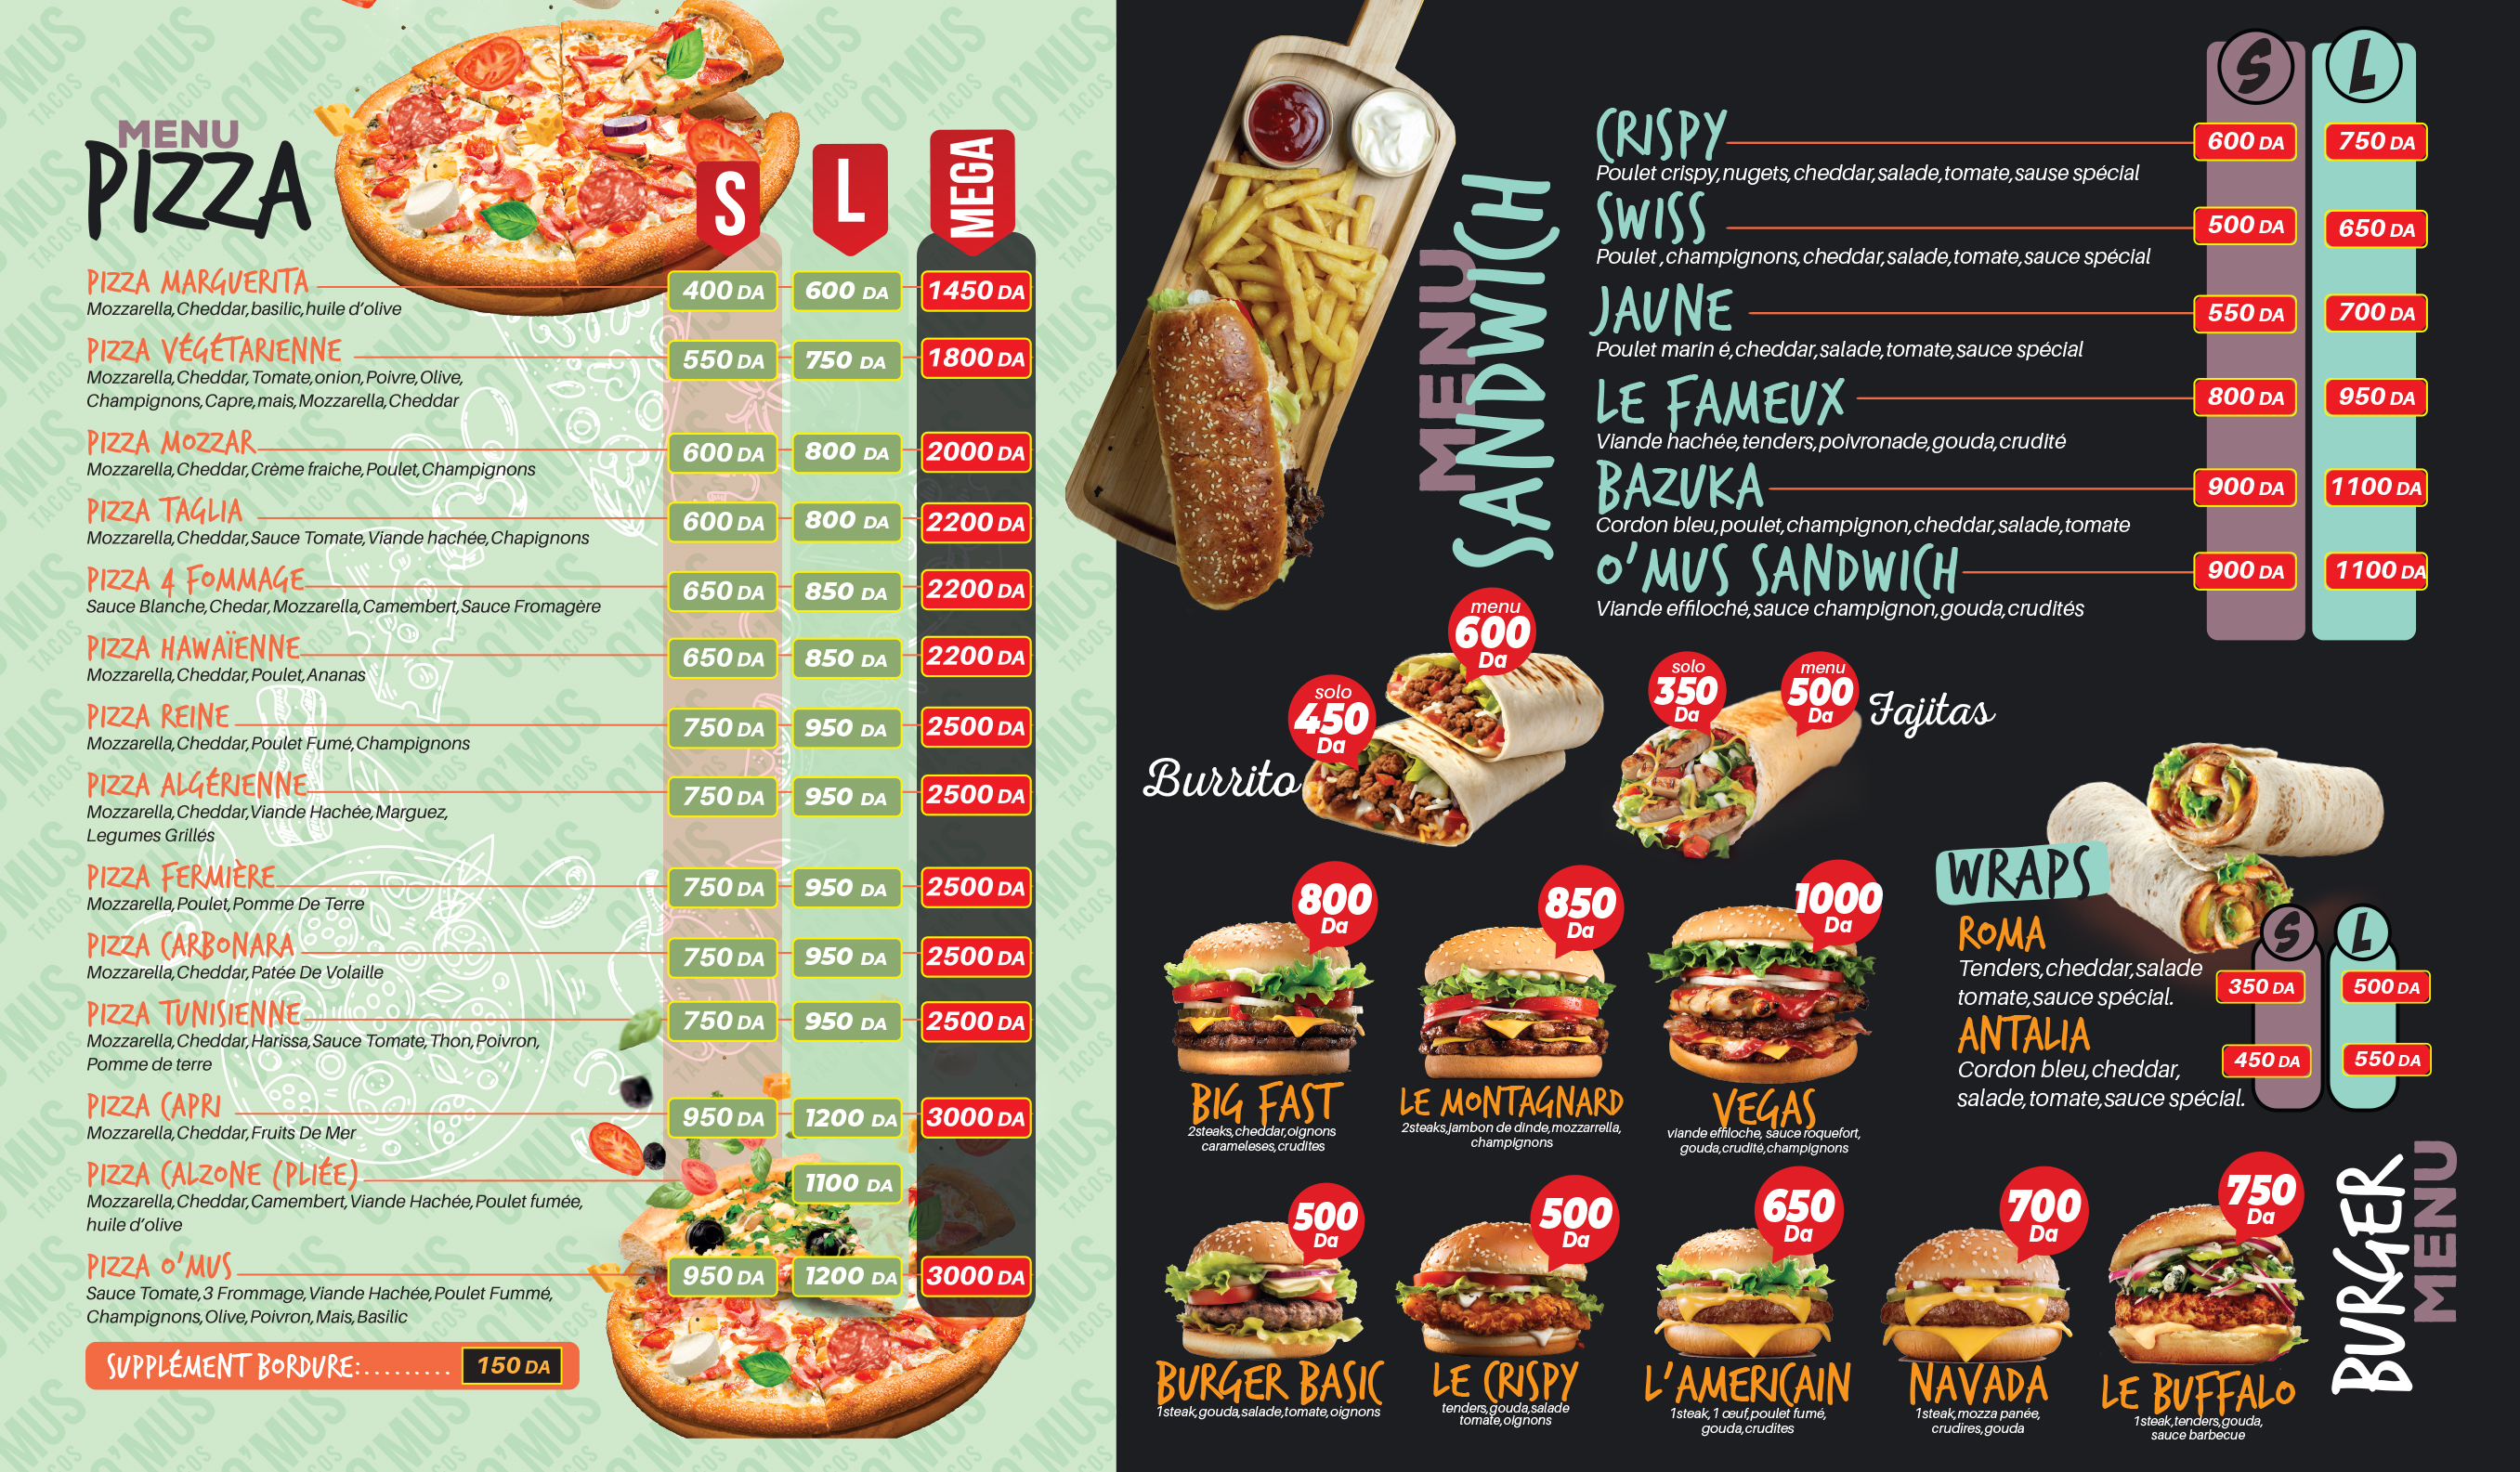 MENU
PIZZA
S
L
MEGA
PIZZA MARGUERITA
400 DA
600 DA
1450 DA
Mozzarella,Cheddar,basilic,huile d'olive
PIZZA VÉGÉTARIENNE
550 DA
750 DA
1800 DA
Mozzarella,Cheddar,Tomate,onion,Poivre,Olive,
Champignons,Capre,mais,Mozzarella,Cheddar
PIZZA MOZZAR
600 DA
800 DA
2000 DA
Mozzarella,Cheddar,Crème fraiche,Poulet,Champignons
PIZZA TAGLIA
600 DA
800 DA
2200 DA
Mozzarella,Cheddar,Sauce Tomate,Viande hachée,Chapignons
PIZZA 4 FOMMAGE
650 DA
850 DA
2200 DA
Sauce Blanche,Chedar,Mozzarella,Camembert,Sauce Fromagère
PIZZA HAWAÏENNE
650 DA
850 DA
2200 DA
Mozzarella,Cheddar,Poulet,Ananas
PIZZA REINE
750 DA
950 DA
2500 DA
Mozzarella,Cheddar,Poulet Fumé,Champignons
PIZZA ALGÉRIENNE
750 DA
950 DA
2500 DA
Mozzarella,Cheddar,Viande Hachée,Marguez,
Legumes Grillés
PIZZA FERMIÈRE
750 DA
950 DA
2500 DA
Mozzarella,Poulet,Pomme De Terre
PIZZA CARBONARA
750 DA
950 DA
2500 DA
Mozzarella,Cheddar,Patée De Volaille
PIZZA TUNISIENNE
750 DA
950 DA
2500 DA
Mozzarella,Cheddar,Harissa,Sauce Tomate,Thon,Poivron,
Pomme de terre
PIZZA CAPRI
950 DA
1200 DA
3000 DA
Mozzarella,Cheddar,Fruits De Mer
PIZZA CALZONE (PLIÉE)
1100 DA
Mozzarella,Cheddar,Camembert,Viande Hachée,Poulet fumée,
huile d'olive
PIZZA O'MUS
950 DA
1200 DA
3000 DA
Sauce Tomate,3 Frommage,Viande Hachée,Poulet Fummé,
Champignons,Olive,Poivron,Mais,Basilic
SUPPLÉMENT BORDURE:.......... 150 DA
O'MUS
TACOS
MENU
SANDWICH
S
L
CRISPY
600 DA
750 DA
Poulet crispy,nugets,cheddar,salade,tomate,sause spécial
SWISS
500 DA
650 DA
Poulet ,champignons,cheddar,salade,tomate,sauce spécial
JAUNE
550 DA
700 DA
Poulet marin é,cheddar,salade,tomate,sauce spécial
LE FAMEUX
800 DA
950 DA
Viande hachée,tenders,poivronade,gouda,crudité
BAZUKA
900 DA
1100 DA
Cordon bleu,poulet,champignon,cheddar,salade,tomate
O'MUS SANDWICH
900 DA
1100 DA
Viande effiloché,sauce champignon,gouda,crudités
Burrito
solo
450
Da
menu
600
Da
solo
350
Da
menu
500
Da
Fajitas
WRAPS
S
L
ROMA
Tenders,cheddar,salade
tomate,sauce spécial.
350 DA
500 DA
ANTALIA
Cordon bleu,cheddar,
salade,tomate,sauce spécial.
450 DA
550 DA
800
Da
BIG FAST
2steaks,cheddar,oignons
carameleses,crudites
850
Da
LE MONTAGNARD
2steaks,jambon de dinde,mozzarrella,
champignons
1000
Da
VEGAS
viande effiloche, sauce roquefort,
gouda,crudité,champignons
BURGER
MENU
500
Da
BURGER BASIC
1steak,gouda,salade,tomate,oignons
500
Da
LE CRISPY
tenders,gouda,salade
tomate,oignons
650
Da
L'AMERICAIN
1steak,1 œuf,poulet fumé,
gouda,crudites
700
Da
NAVADA
1steak,mozza panée,
crudires,gouda
750
Da
LE BUFFALO
1steak,tenders,gouda,
sauce barbecue